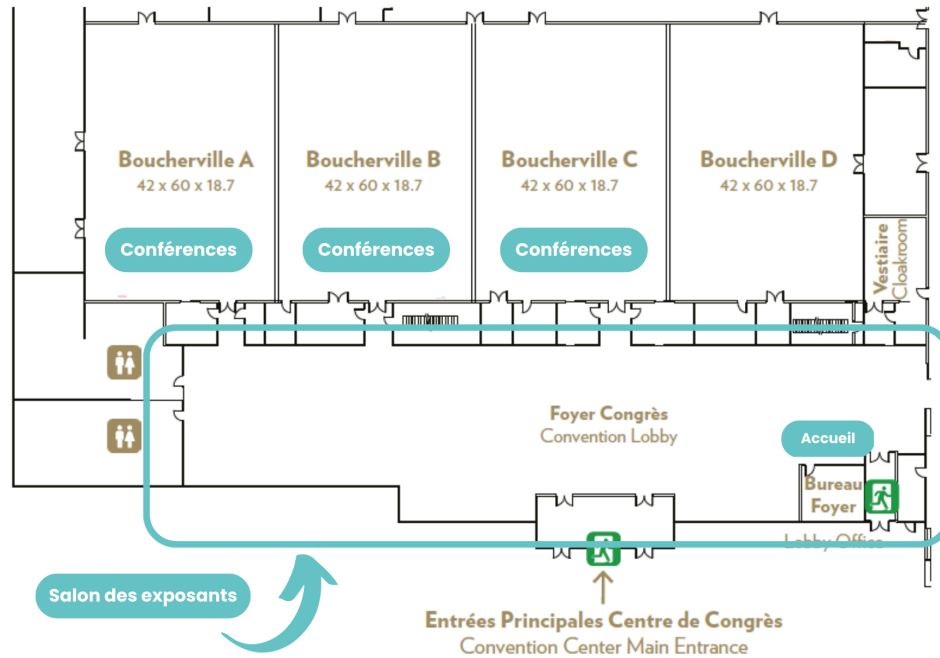 Boucherville A
42 x 60 x 18.7
Conférences
Boucherville B
42 x 60 x 18.7
Conférences
Boucherville C
42 x 60 x 18.7
Conférences
Boucherville D
42 x 60 x 18.7
Vestiaire
Cloakroom
Foyer Congrès
Convention Lobby
Accueil
Bureau
Foyer
Lobby Office
Salon des exposants
Entrées Principales Centre de Congrès
Convention Center Main Entrance